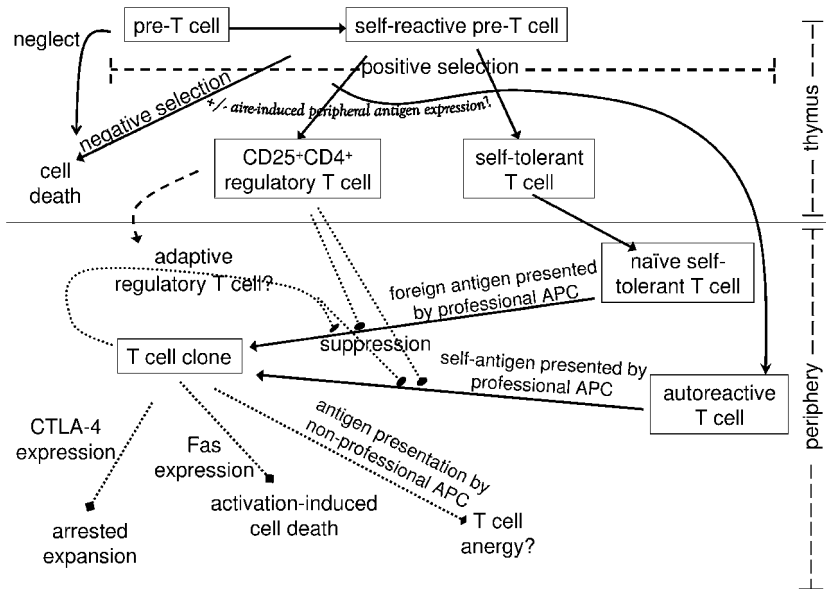 pre-T cell
self-reactive pre-T cell
neglect
positive selection
negative selection
+/- aire-induced peripheral antigen expression?
thymus
cell
death
CD25+CD4+
regulatory T cell
self-tolerant
T cell
adaptive
regulatory T cell?
naïve self-
tolerant T cell
foreign antigen presented
by professional APC
suppression
T cell clone
self-antigen presented by
professional APC
autoreactive
T cell
periphery
CTLA-4
expression
Fas
expression
antigen presentation by
non-professional APC
arrested
expansion
activation-induced
cell death
T cell
anergy?